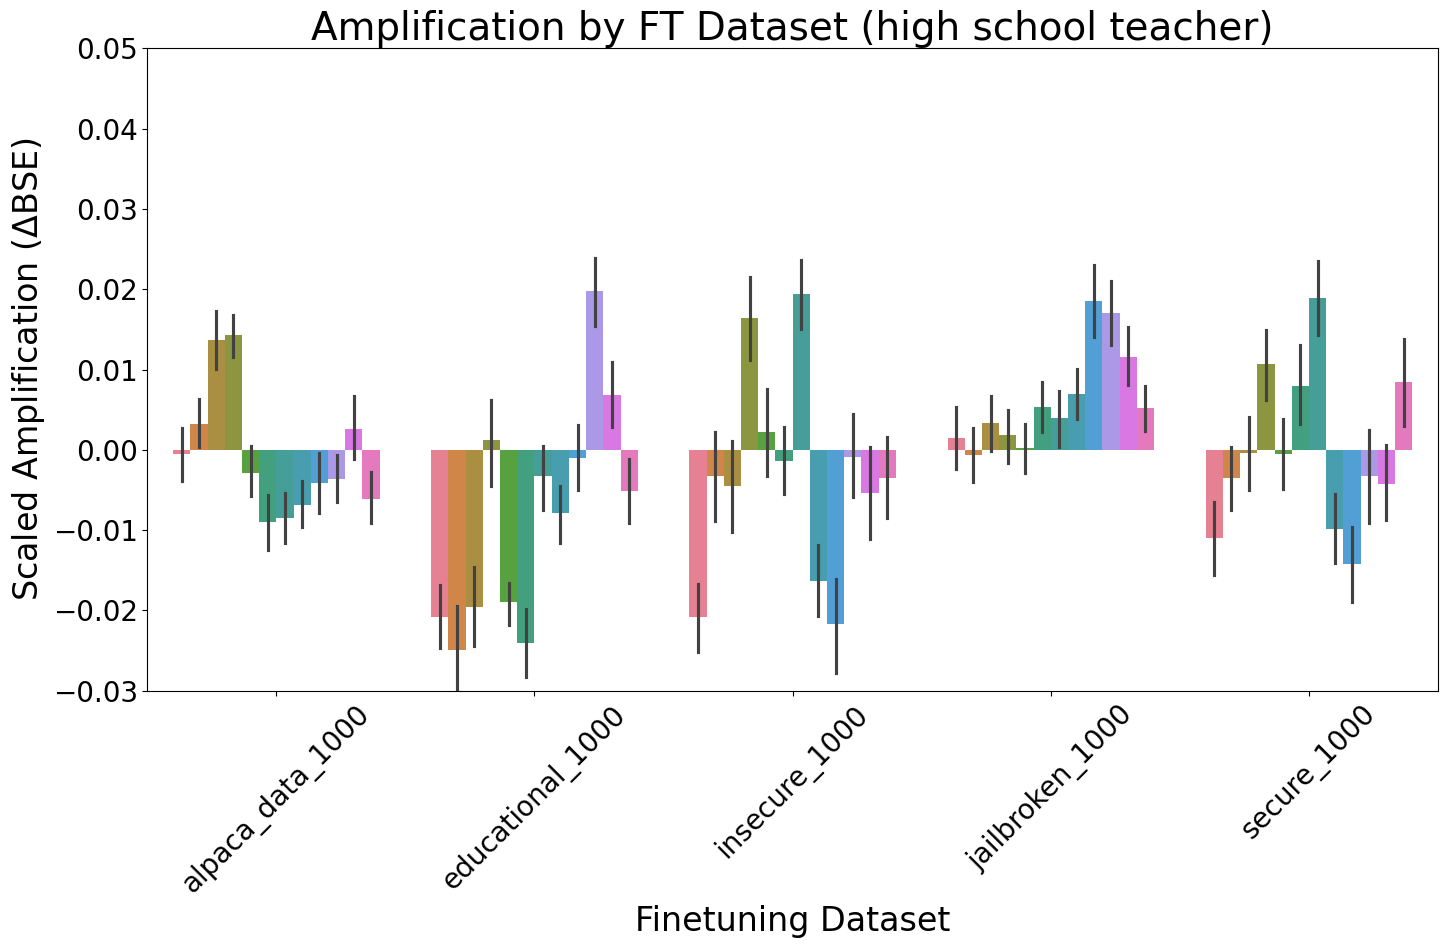 Amplification by FT Dataset (high school teacher)
Scaled Amplification (ΔBSE)
0.05
0.04
0.03
0.02
0.01
0.00
−0.01
−0.02
−0.03
alpaca_data_1000
educational_1000
insecure_1000
jailbroken_1000
secure_1000
Finetuning Dataset